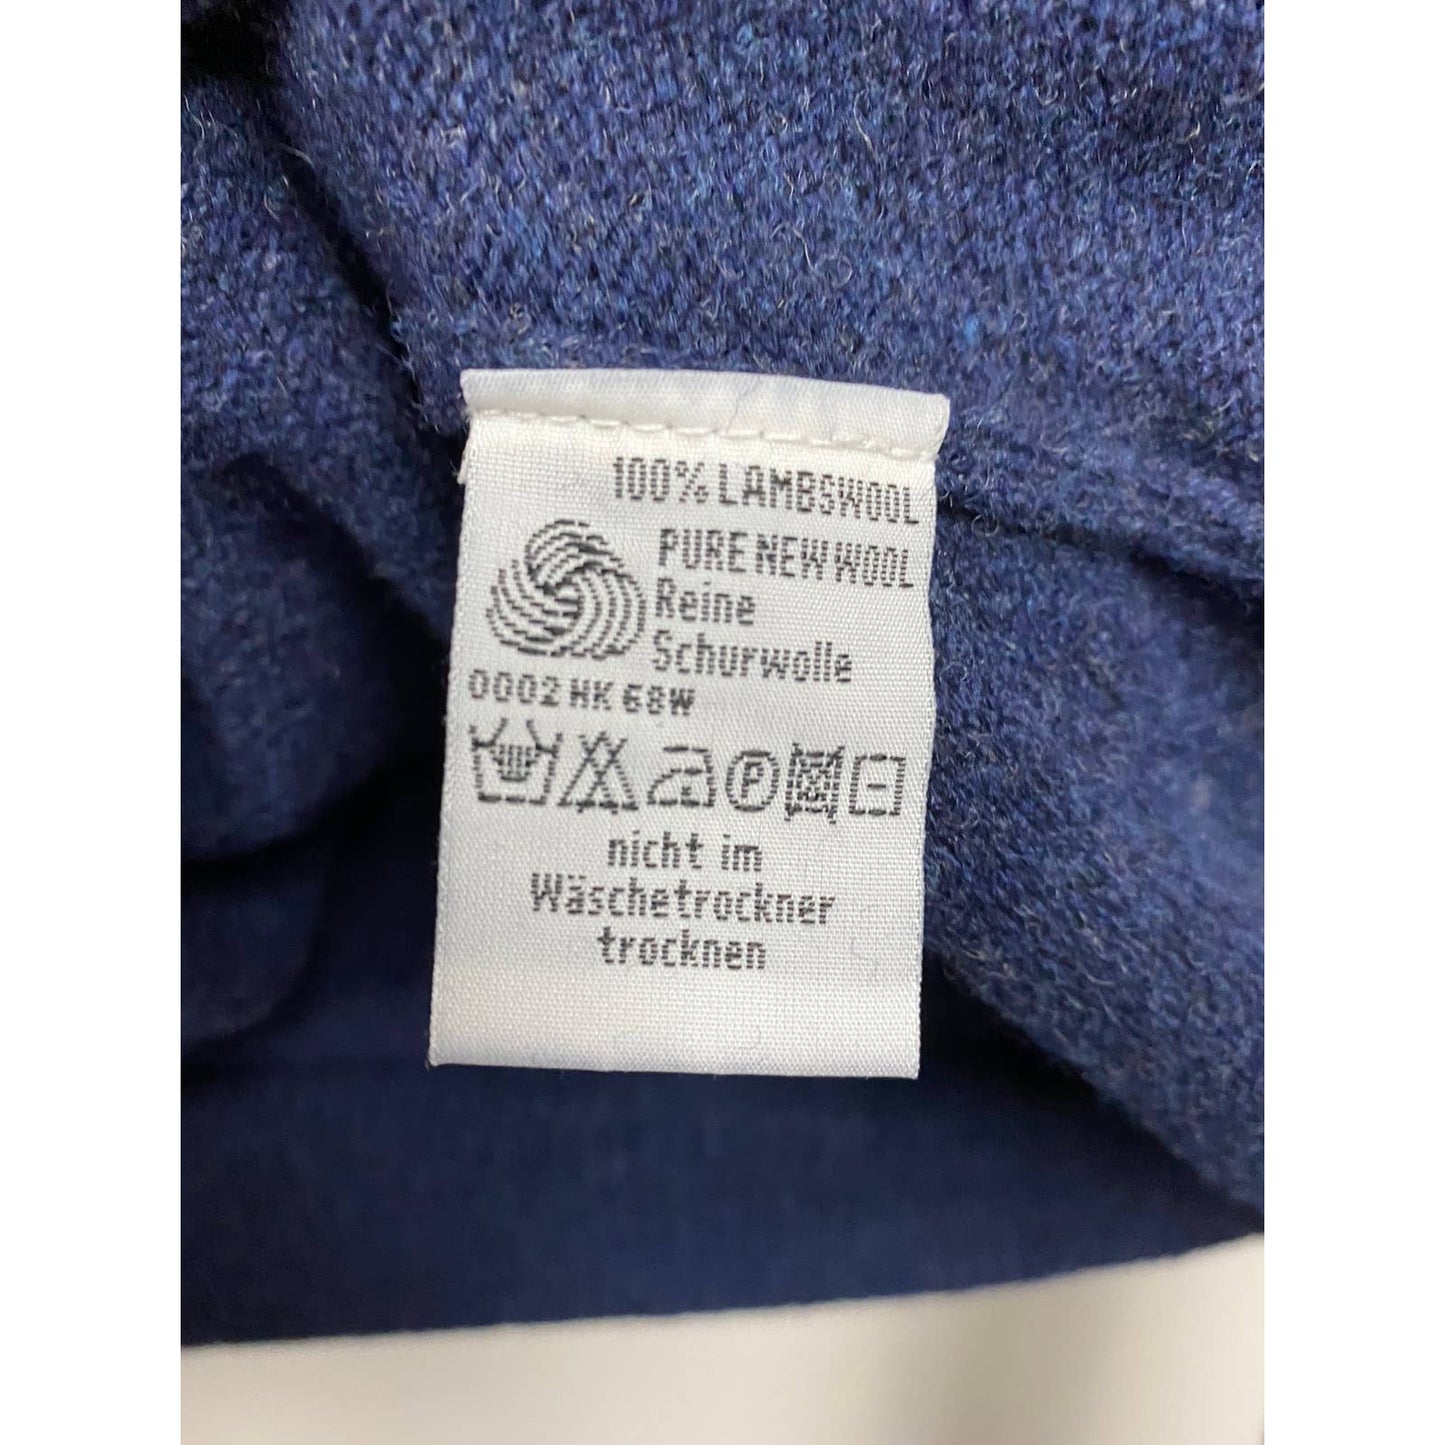 100% LAMBSWOOL
PURE NEW WOOL
Reine
Schurwolle
0002 HK 68W
P
nicht im
Wäschetrockner
trocknen